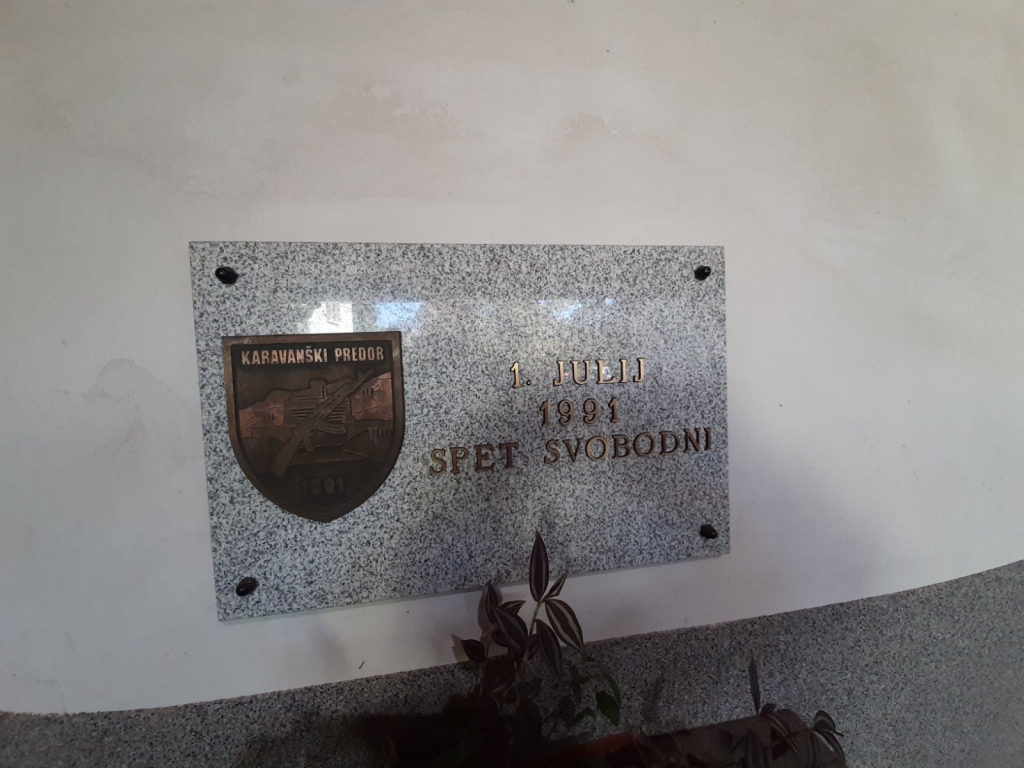 KARAVANŠKI PREDOR
1991
1. JULIJ
1991
SPET SVOBODNI